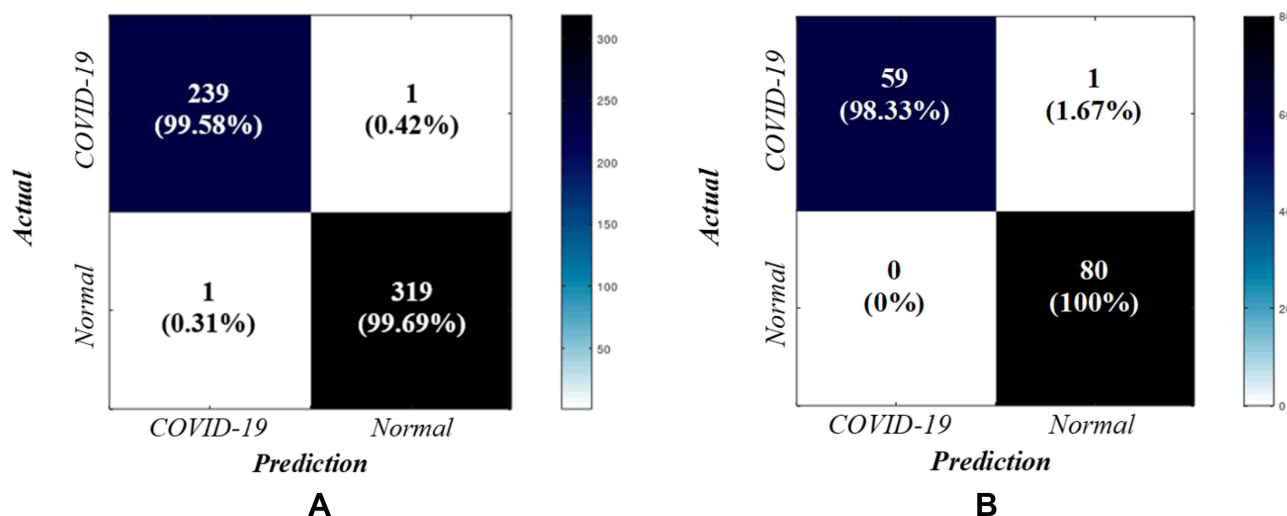 COVID-19
Normal
Actual
239
(99.58%)
1
(0.42%)
1
(0.31%)
319
(99.69%)
COVID-19
Normal
Prediction
300
250
200
150
100
50
A
COVID-19
Normal
Actual
59
(98.33%)
1
(1.67%)
0
(0%)
80
(100%)
COVID-19
Normal
Prediction
0
B